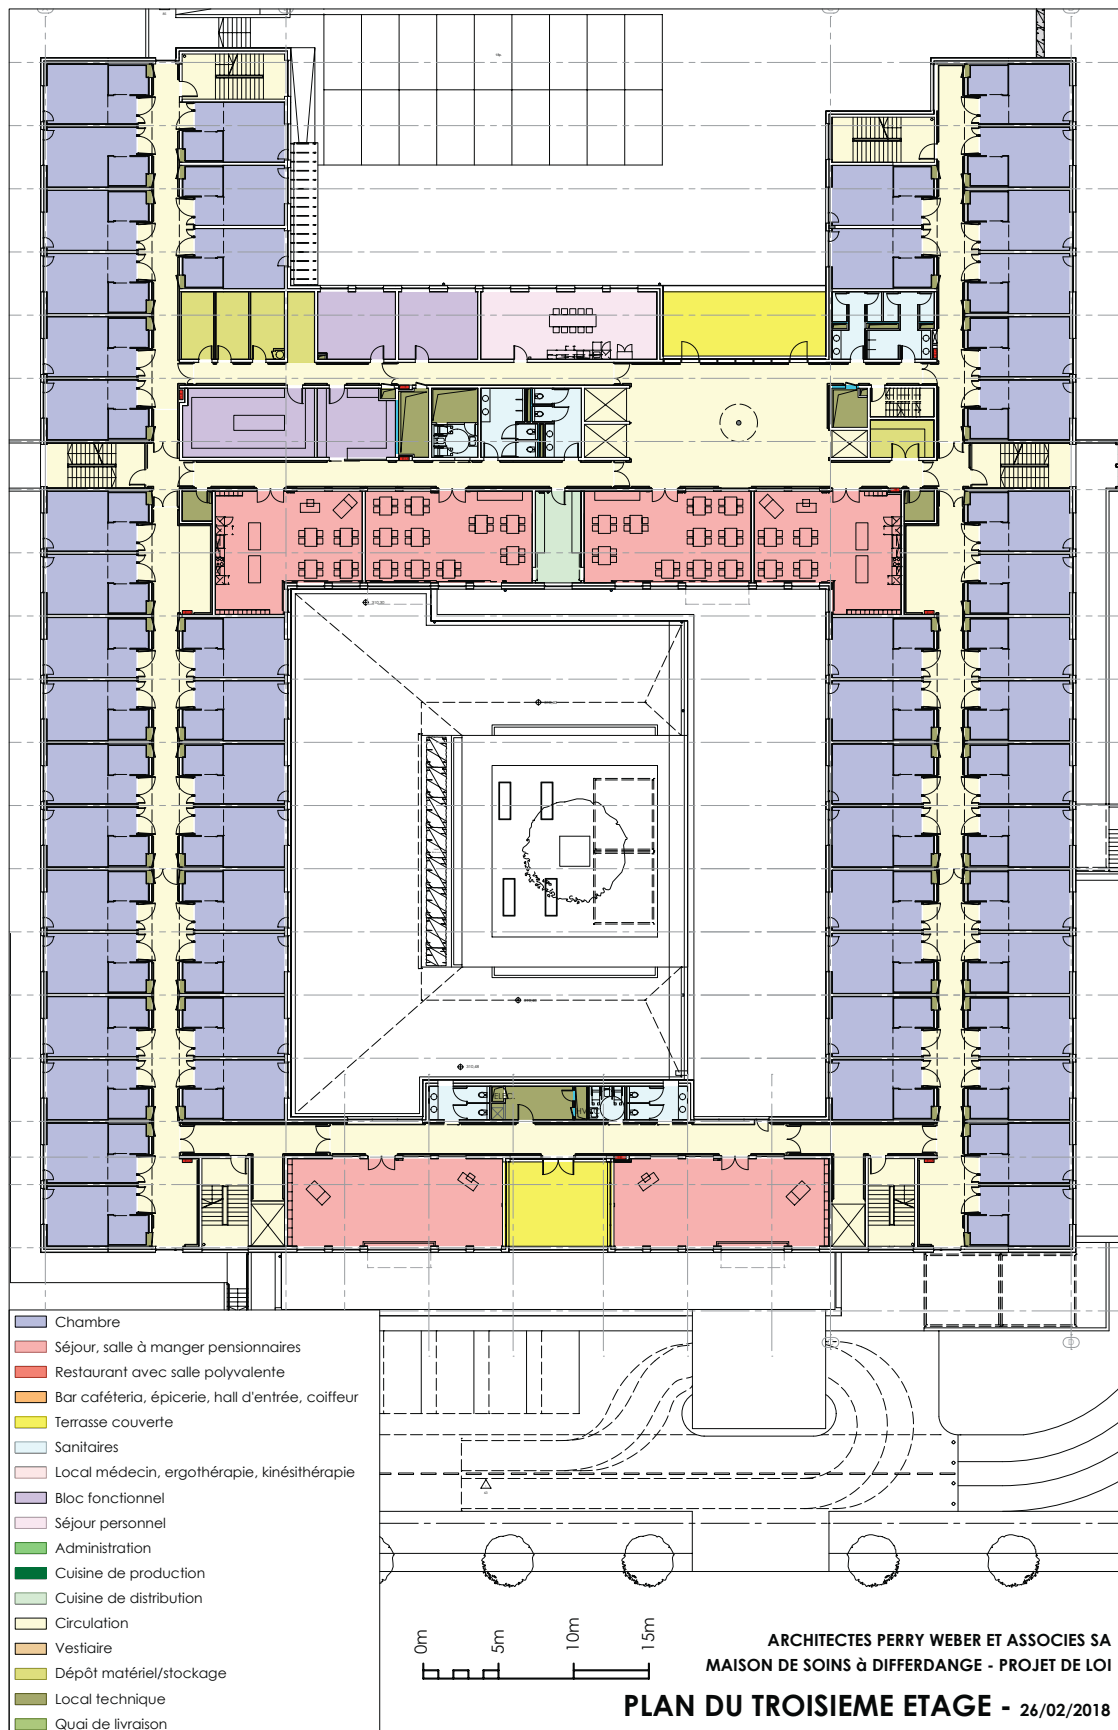 ELEC.
HV
Chambre
Séjour, salle à manger pensionnaires
Restaurant avec salle polyvalente
Bar caféteria, épicerie, hall d'entrée, coiffeur
Terrasse couverte
Sanitaires
Local médecin, ergothérapie, kinésithérapie
Bloc fonctionnel
Séjour personnel
Administration
Cuisine de production
Cuisine de distribution
Circulation
Vestiaire
Dépôt matériel/stockage
Local technique
Quai de livraison
0m
5m
10m
15m
ARCHITECTES PERRY WEBER ET ASSOCIES SA
MAISON DE SOINS à DIFFERDANGE - PROJET DE LOI
PLAN DU TROISIEME ETAGE - 26/02/2018